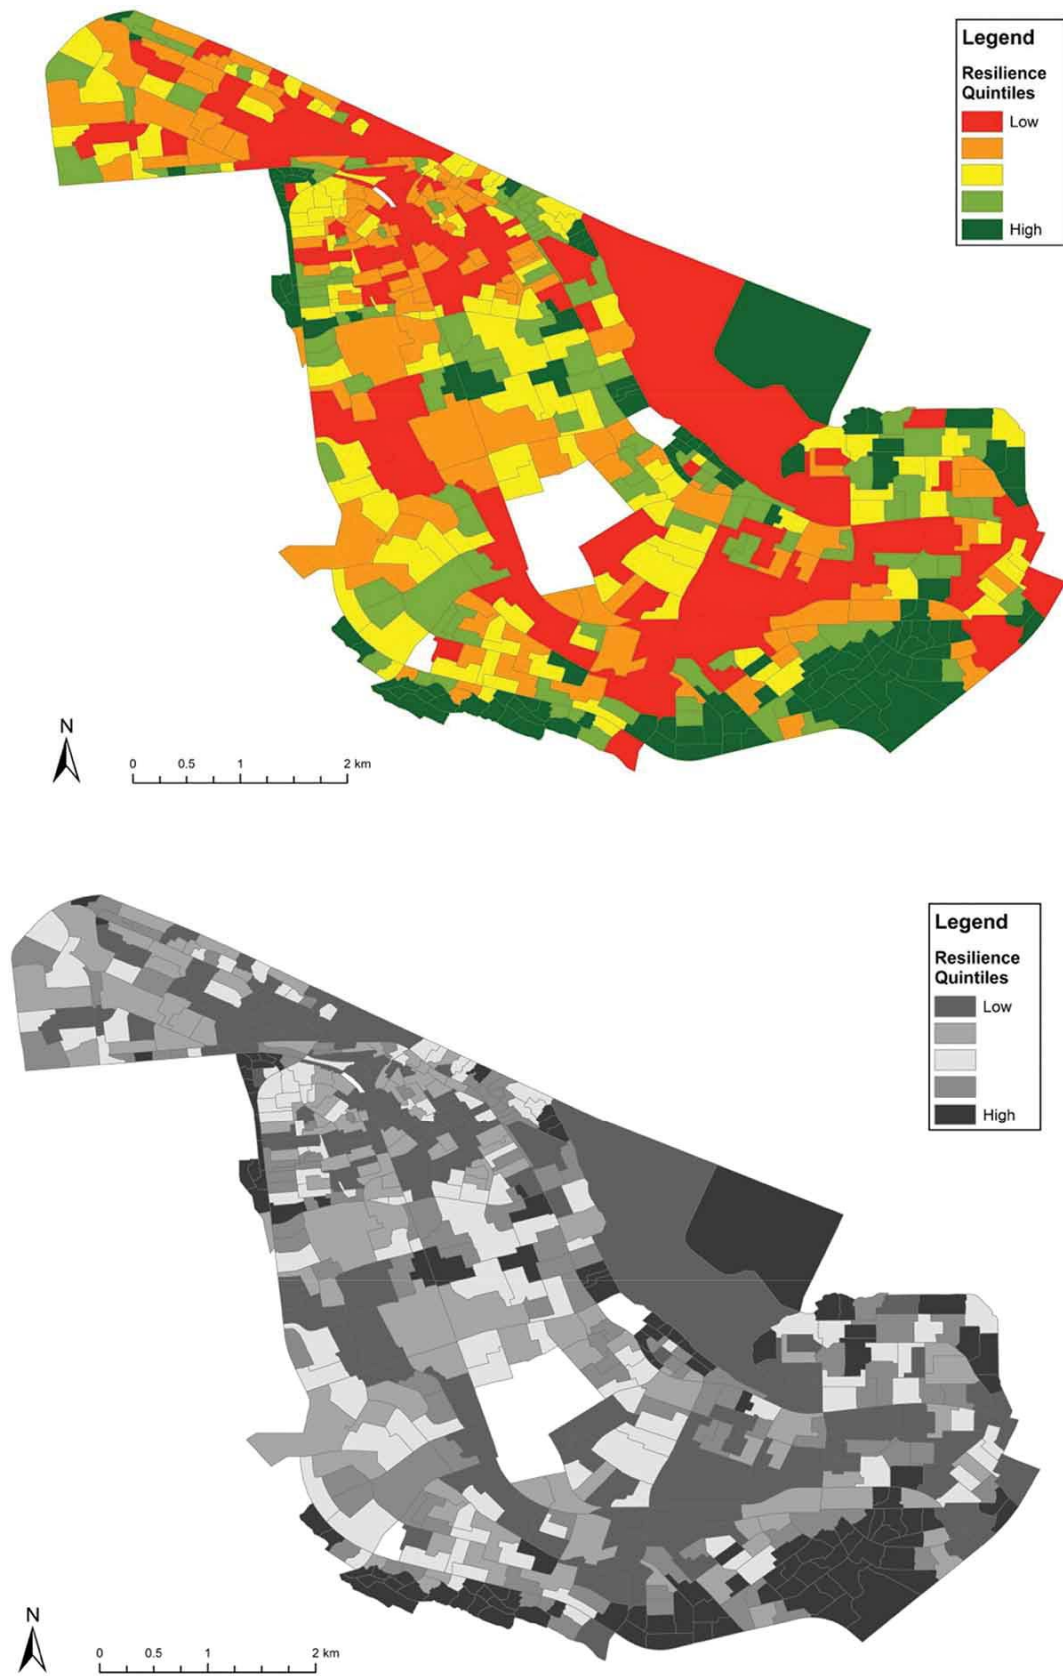 Legend
Resilience
Quintiles
Low
High
N
0 0.5 1 2 km
Legend
Resilience
Quintiles
Low
High
N
0 0.5 1 2 km